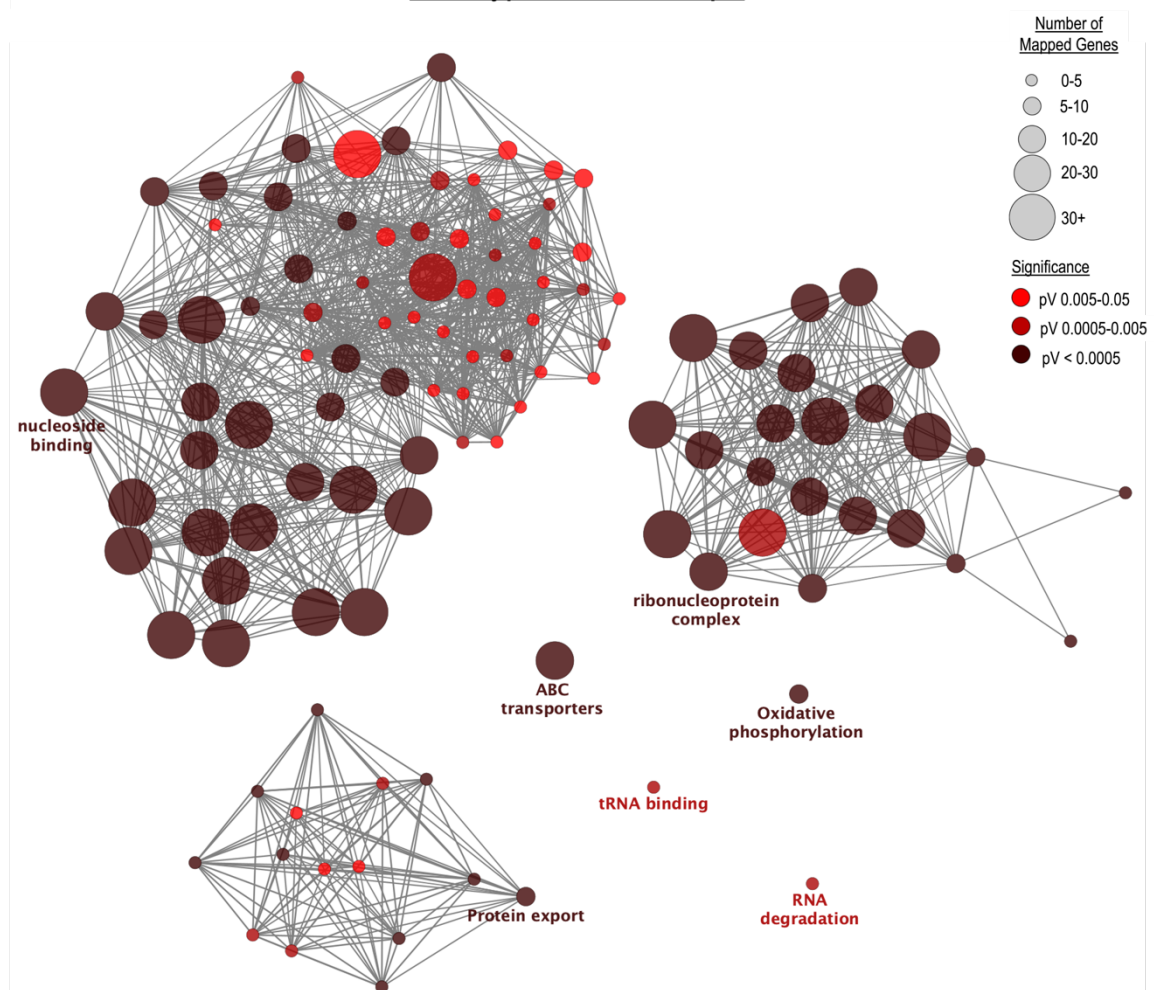 Number of
Mapped Genes
0-5
5-10
10-20
20-30
30+
Significance
pV 0.005-0.05
pV 0.0005-0.005
pV < 0.0005
nucleoside
binding
ribonucleoprotein
complex
ABC
transporters
Oxidative
phosphorylation
tRNA binding
RNA
degradation
Protein export